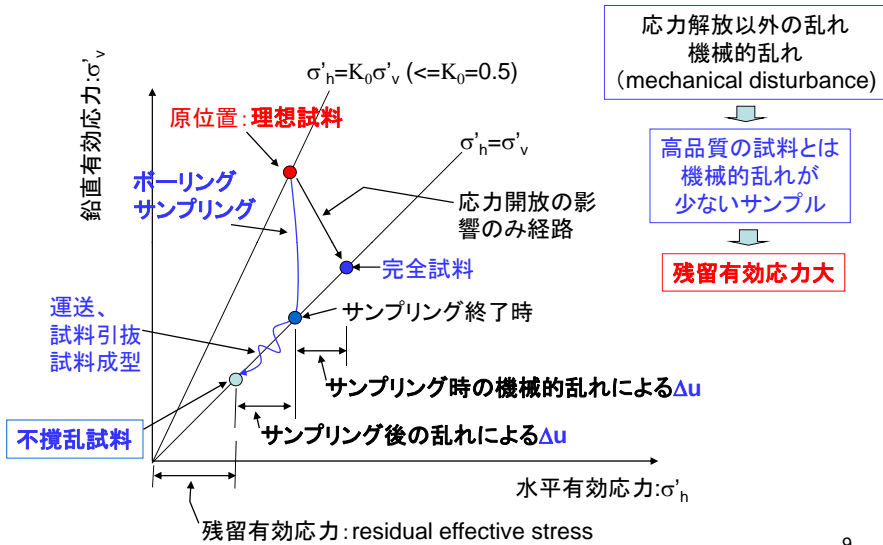 応力解放以外の乱れ
機械的乱れ
（mechanical disturbance）
高品質の試料とは
機械的乱れが
少ないサンプル
残留有効応力大
鉛直有効応力:σ'v
σ'h=K0σ'v (<=K0=0.5)
原位置：理想試料
σ'h=σ'v
ボーリング
サンプリング
応力開放の影
響のみ経路
完全試料
運送、
試料引抜
試料成型
サンプリング終了時
サンプリング時の機械的乱れによるΔu
不撹乱試料
サンプリング後の乱れによるΔu
水平有効応力:σ'h
残留有効応力：residual effective stress
9